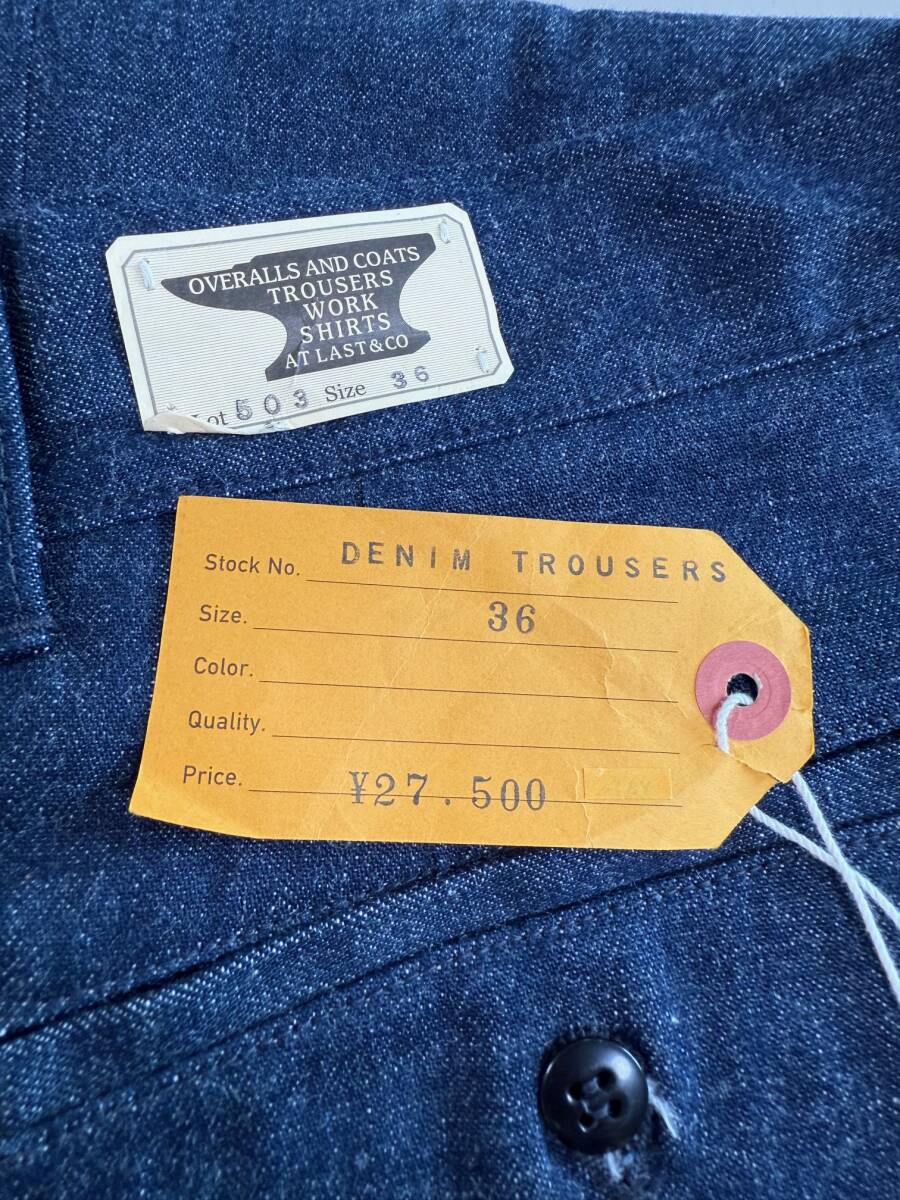 OVERALLS AND COATS
TROUSERS
WORK
SHIRTS
AT LAST & CO
Lot 503 Size 36
Stock No. DENIM TROUSERS
Size. 36
Color.
Quality.
Price. ¥27.500